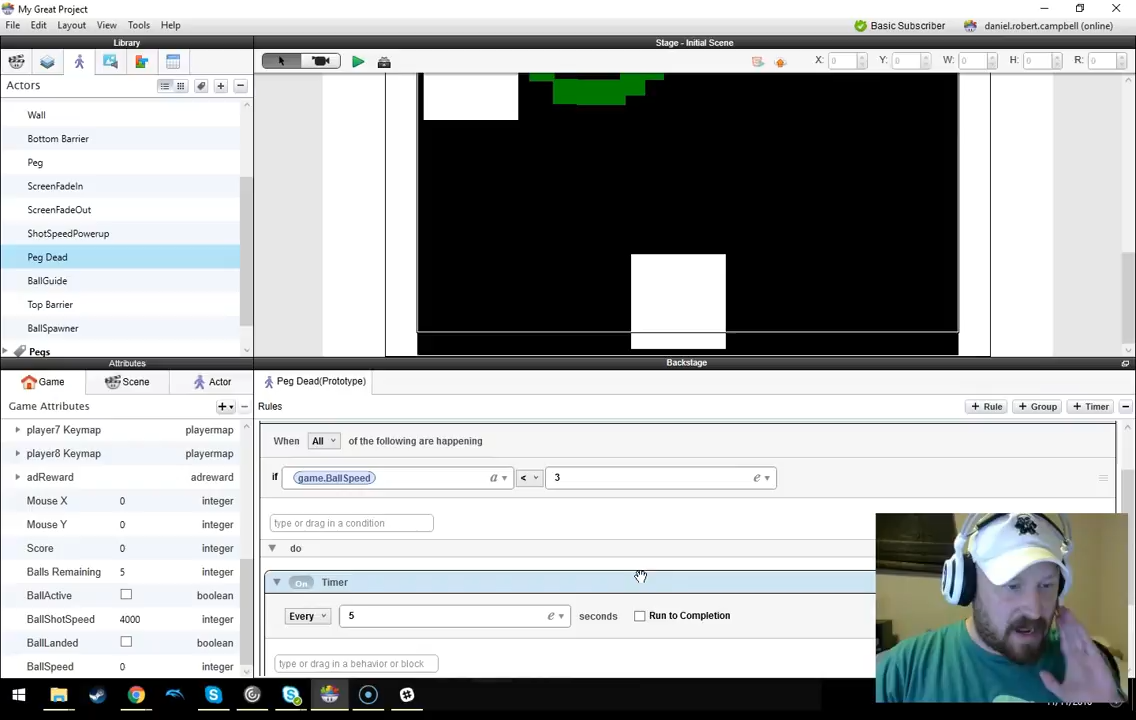 My Great Project
File Edit Layout View Tools Help
Basic Subscriber
daniel.robert.campbell (online)
Library
Stage - Initial Scene
X: 0 Y: 0 W: 0 H: 0 R: 0
Actors
Wall
Bottom Barrier
Peg
ScreenFadeIn
ScreenFadeOut
ShotSpeedPowerup
Peg Dead
BallGuide
Top Barrier
BallSpawner
Pegs
Attributes
Backstage
Game Scene Actor
Peg Dead(Prototype)
Game Attributes
Rules
+ Rule + Group + Timer
player7 Keymap playermap
player8 Keymap playermap
adReward adreward
Mouse X 0 integer
Mouse Y 0 integer
Score 0 integer
Balls Remaining 5 integer
BallActive boolean
BallShotSpeed 4000 integer
BallLanded boolean
BallSpeed 0 integer
When All of the following are happening
if game.BallSpeed a < 3 e
type or drag in a condition
do
On Timer
Every 5 e seconds Run to Completion
type or drag in a behavior or block